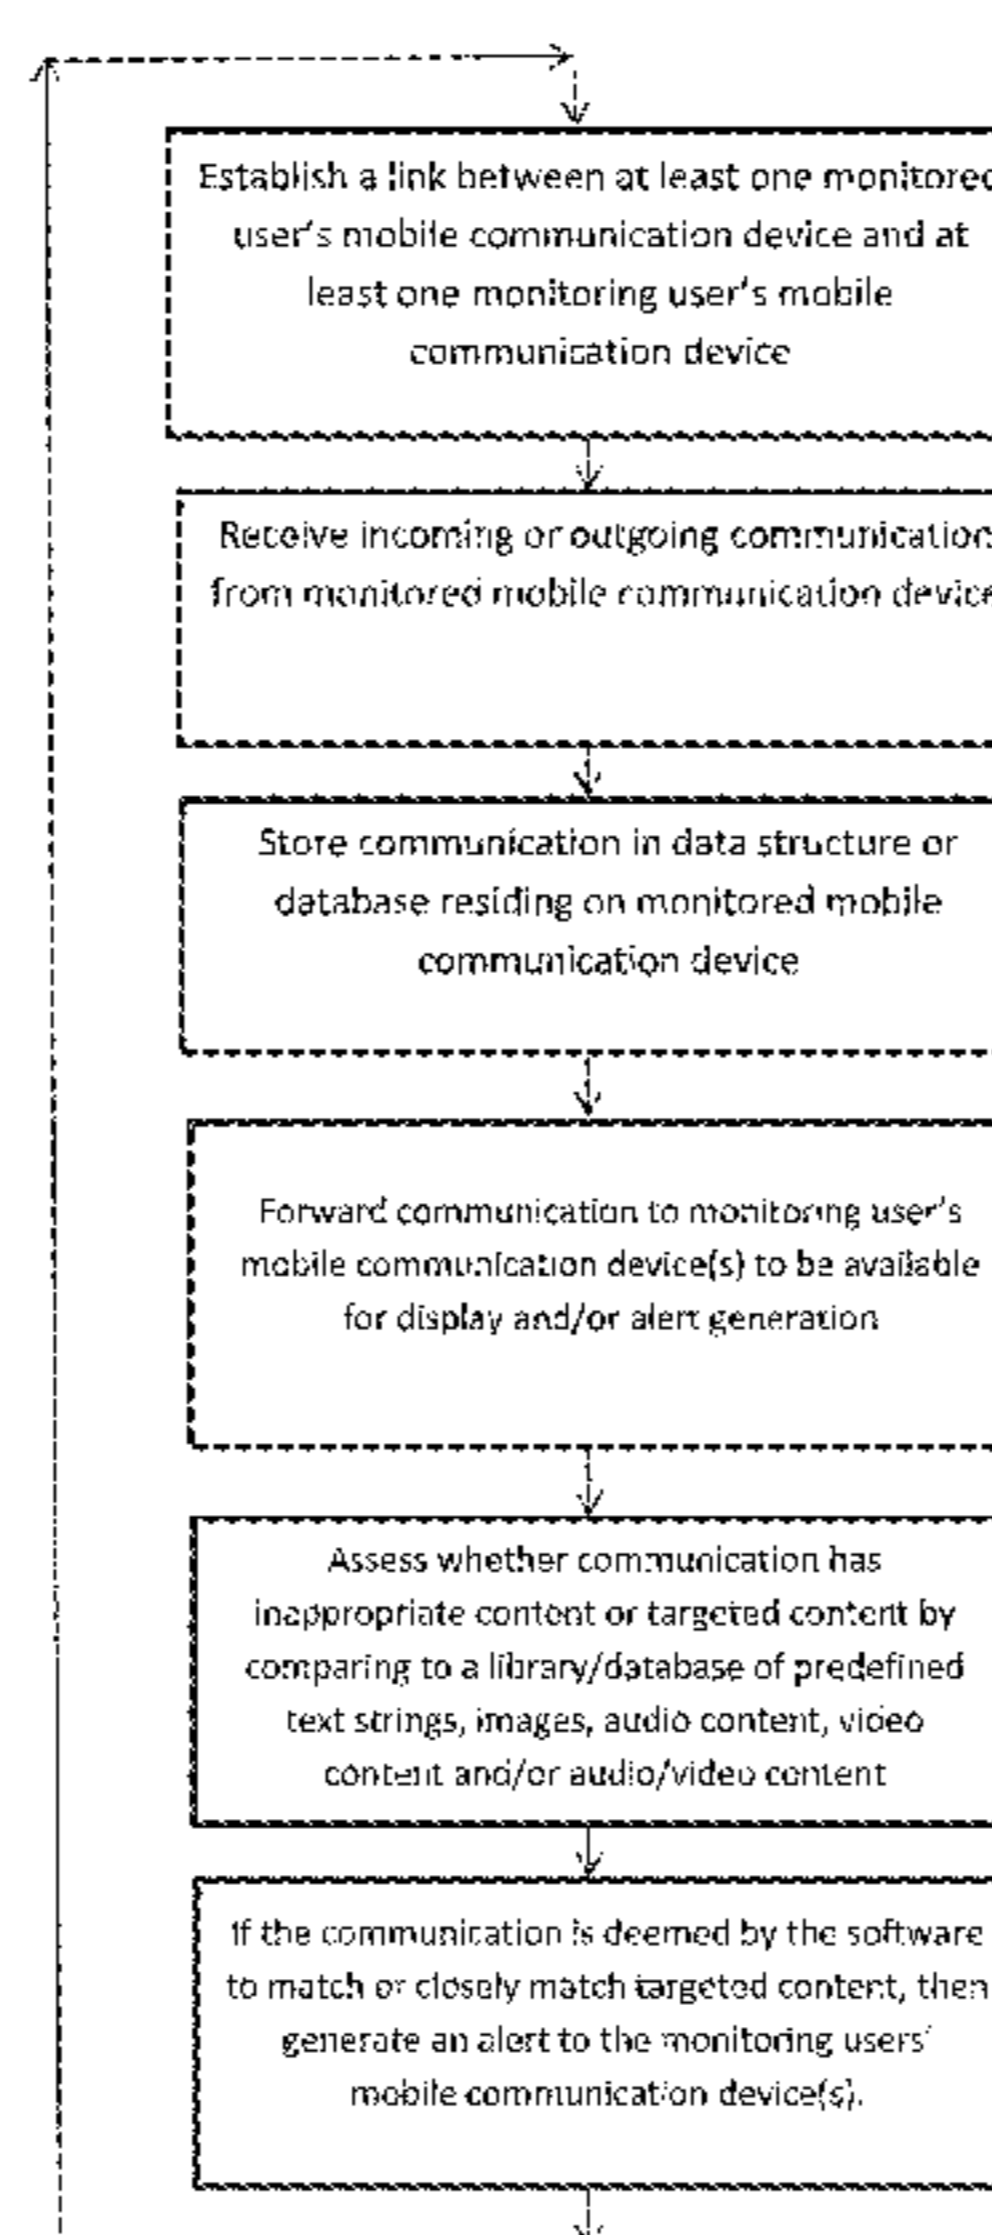 Establish a link between at least one monitored
user's mobile communication device and at
least one monitoring user's mobile
communication device
Receive incoming or outgoing communication
from monitored mobile communication device
Store communication in data structure or
database residing on monitored mobile
communication device
Forward communication to monitoring user's
mobile communication device(s) to be available
for display and/or alert generation
Assess whether communication has
inappropriate content or targeted content by
comparing to a library/database of predefined
text strings, images, audio content, video
content and/or audio/video content
If the communication is deemed by the software
to match or closely match targeted content, then
generate an alert to the monitoring users'
mobile communication device(s).